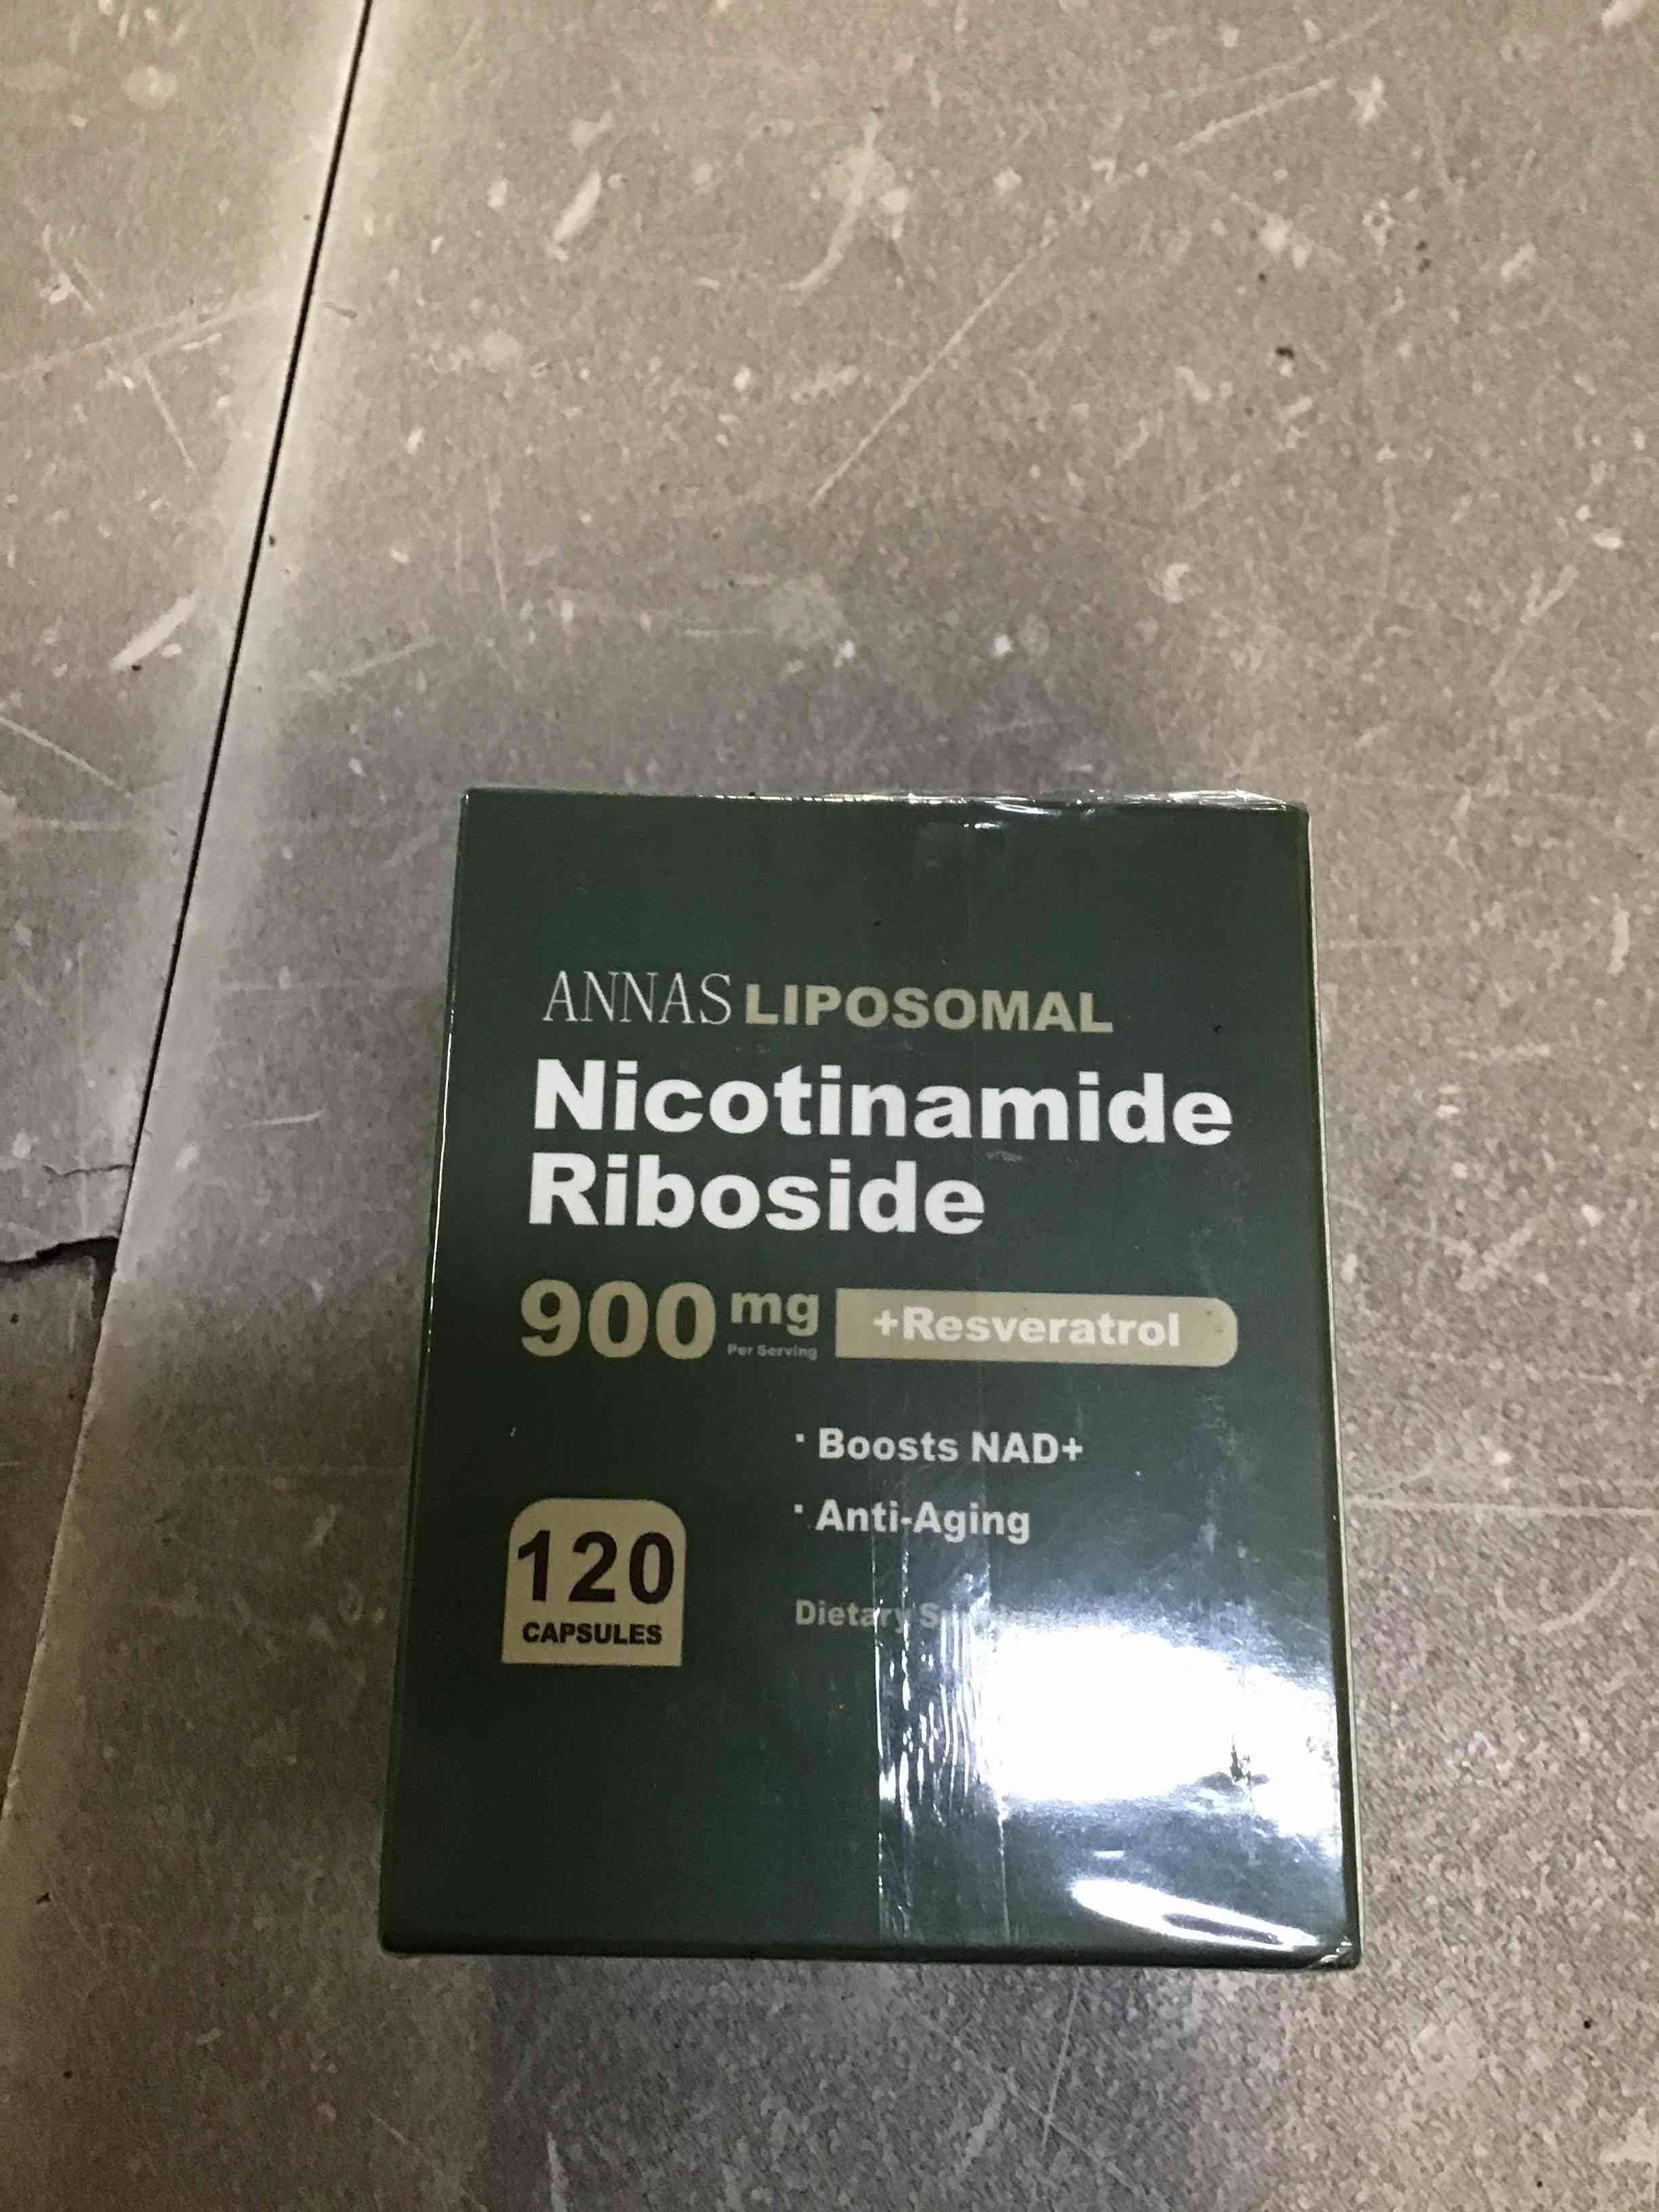 ANNAS LIPOSOMAL
Nicotinamide
Riboside
900 mg
Per Serving
+Resveratrol
· Boosts NAD+
· Anti-Aging
120
CAPSULES
Dietary